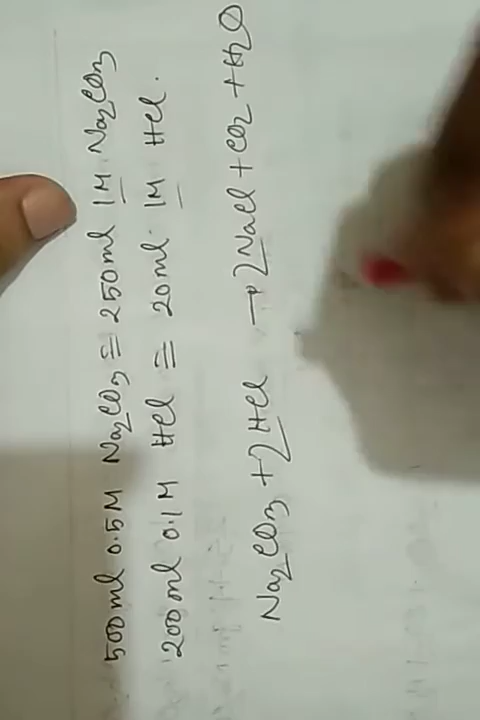 500ml 0.5M Na2CO3 ≡ 250ml 1M Na2CO3
200ml 0.1M HCl ≡ 20ml 1M HCl.
Na2CO3 + 2HCl → 2NaCl + CO2 + H2O